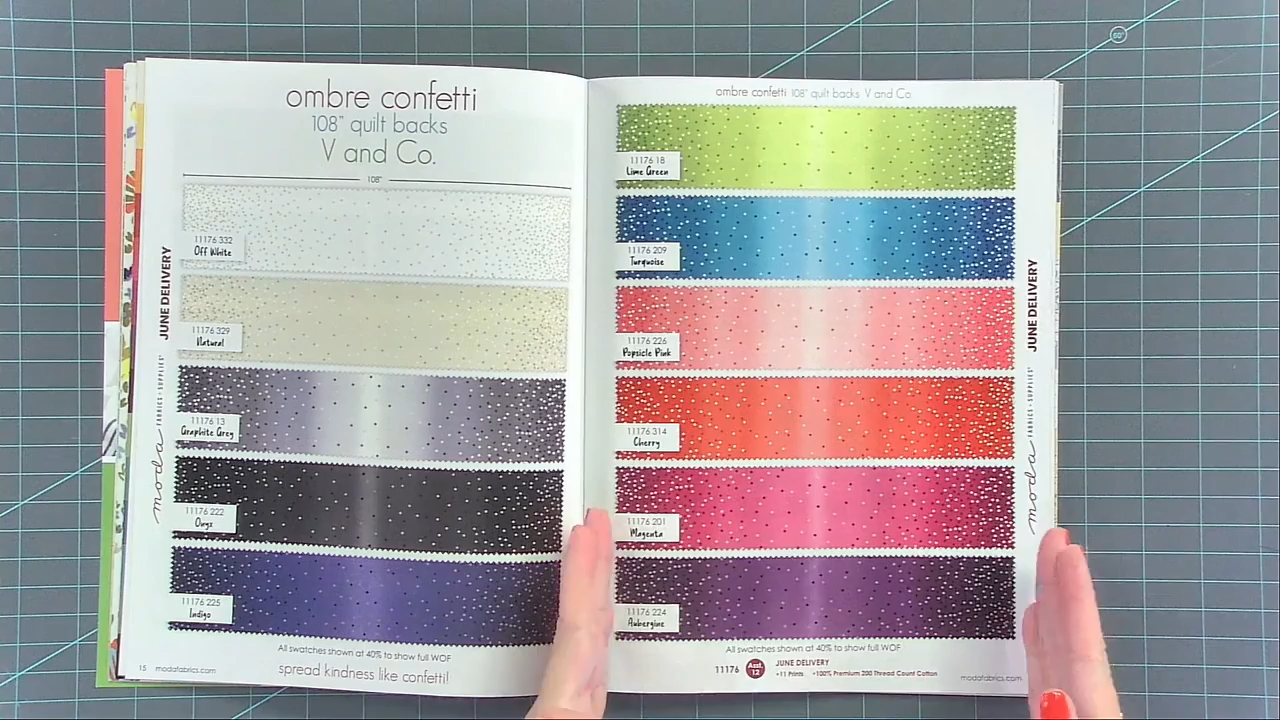 ombre confetti
108" quilt backs
V and Co.
108"
11176 332
Off White
11176 329
Natural
11176 13
Graphite Grey
11176 222
Onyx
11176 225
Indigo
JUNE DELIVERY
moda FABRICS + SUPPLIES
All swatches shown at 40% to show full WOF
15 modafabrics.com
spread kindness like confetti!
ombre confetti 108" quilt backs V and Co.
11176 18
Lime Green
11176 209
Turquoise
11176 226
Popsicle Pink
11176 314
Cherry
11176 201
Magenta
11176 224
Aubergine
JUNE DELIVERY
moda FABRICS + SUPPLIES
All swatches shown at 40% to show full WOF
11176 Asst. 12
JUNE DELIVERY
•11 Prints •100% Premium 200 Thread Count Cotton
modafabrics.com
60°